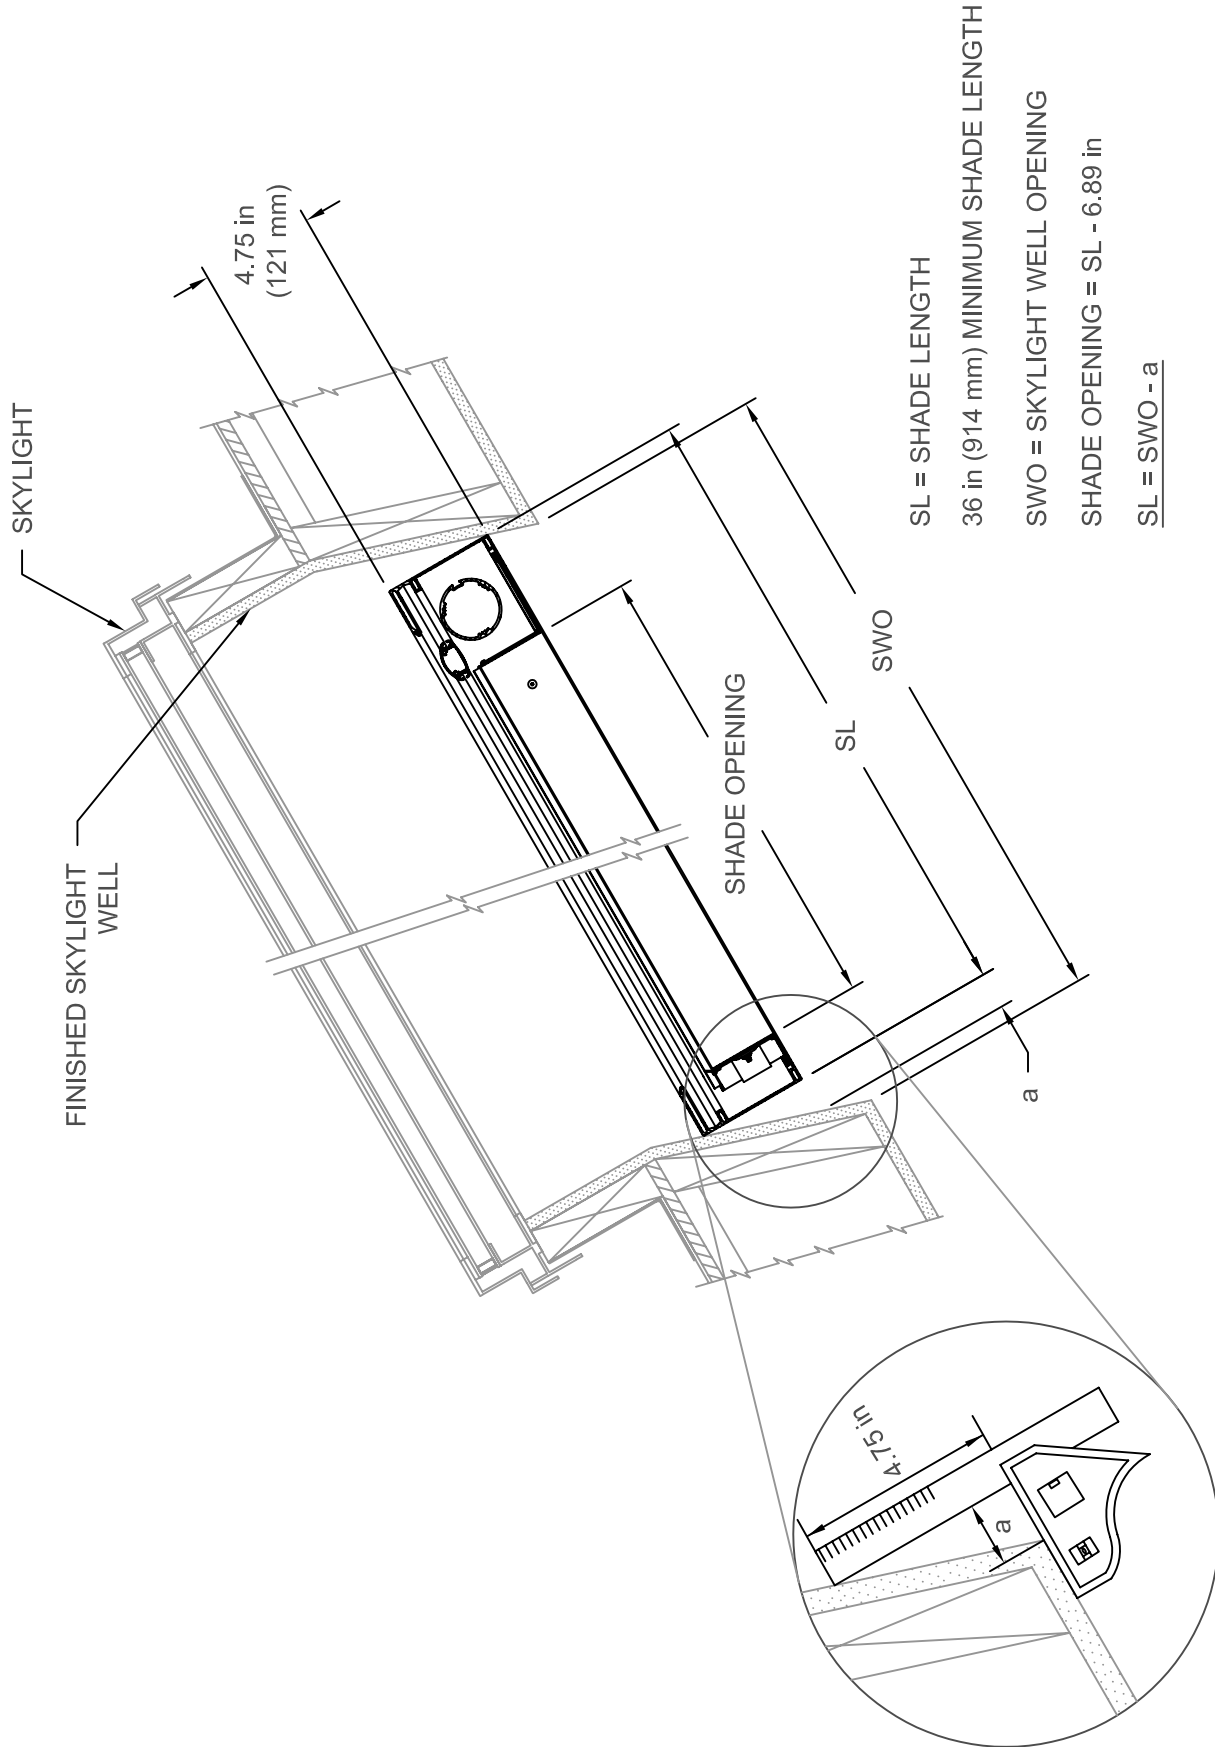 SKYLIGHT
FINISHED SKYLIGHT
WELL
4.75 in
(121 mm)
SHADE OPENING
SL
SWO
a
4.75 in
a
SL = SHADE LENGTH
36 in (914 mm) MINIMUM SHADE LENGTH
SWO = SKYLIGHT WELL OPENING
SHADE OPENING = SL - 6.89 in
SL = SWO - a